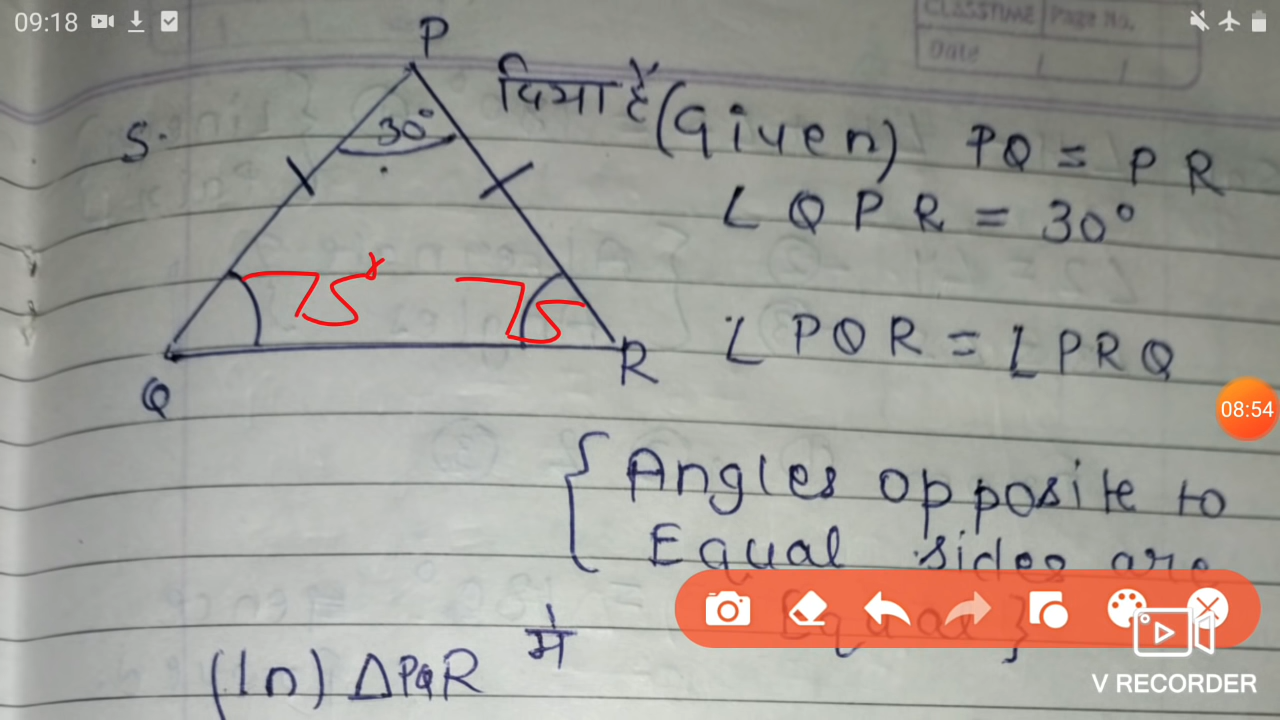 09:18
CLASSTIME Page No.
Date
P
S.
30°
दिया है (Given) PQ = PR
∠QPR = 30°
75°
75
Q
R
∠PQR = ∠PRQ
08:54
{Angles opposite to
Equal sides are
Equal}
(In) ΔPQR में
V RECORDER